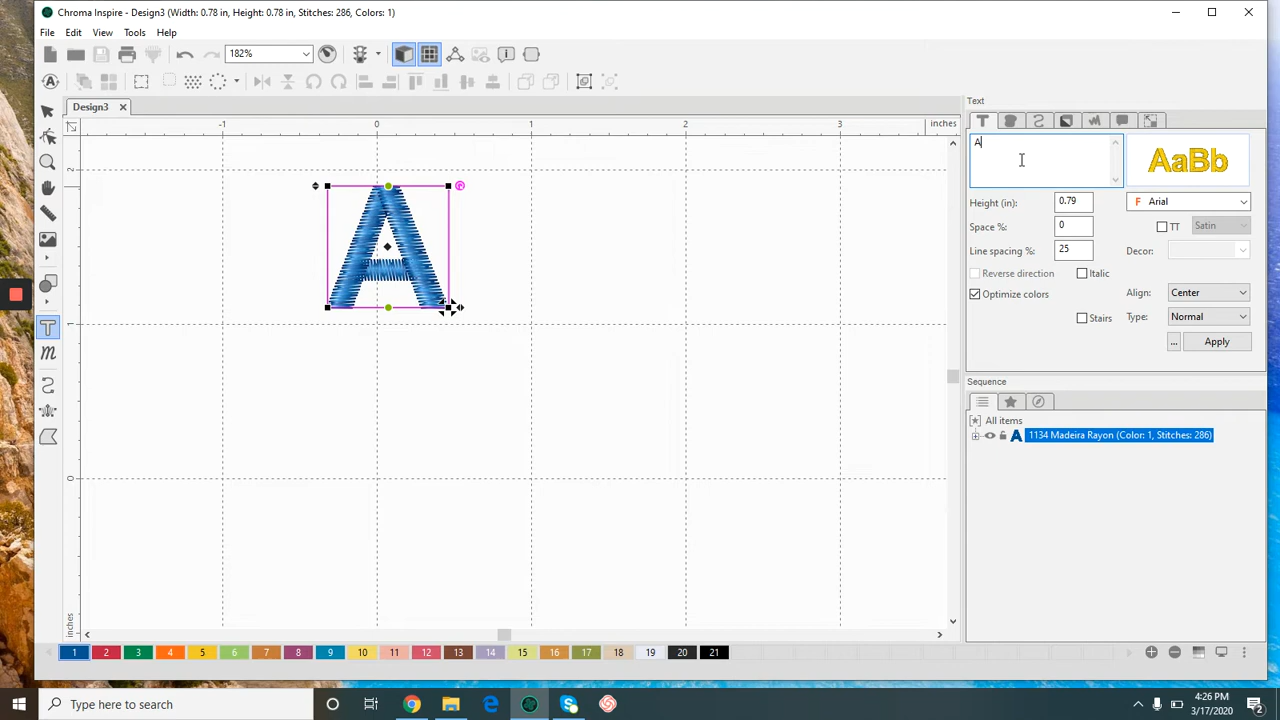 Chroma Inspire - Design3 (Width: 0.78 in, Height: 0.78 in, Stitches: 286, Colors: 1)
File Edit View Tools Help
182%
Design3
-1 0 1 2 3 inches
2
1
0
inches
A
Text
A
AaBb
Height (in): 0.79 F Arial
Space %: 0 TT Satin
Line spacing %: 25 Decor:
Reverse direction Italic
Optimize colors Align: Center
Stairs Type: Normal
... Apply
Sequence
All items
A 1134 Madeira Rayon (Color: 1, Stitches: 286)
1 2 3 4 5 6 7 8 9 10 11 12 13 14 15 16 17 18 19 20 21
Type here to search
4:26 PM
3/17/2020
2